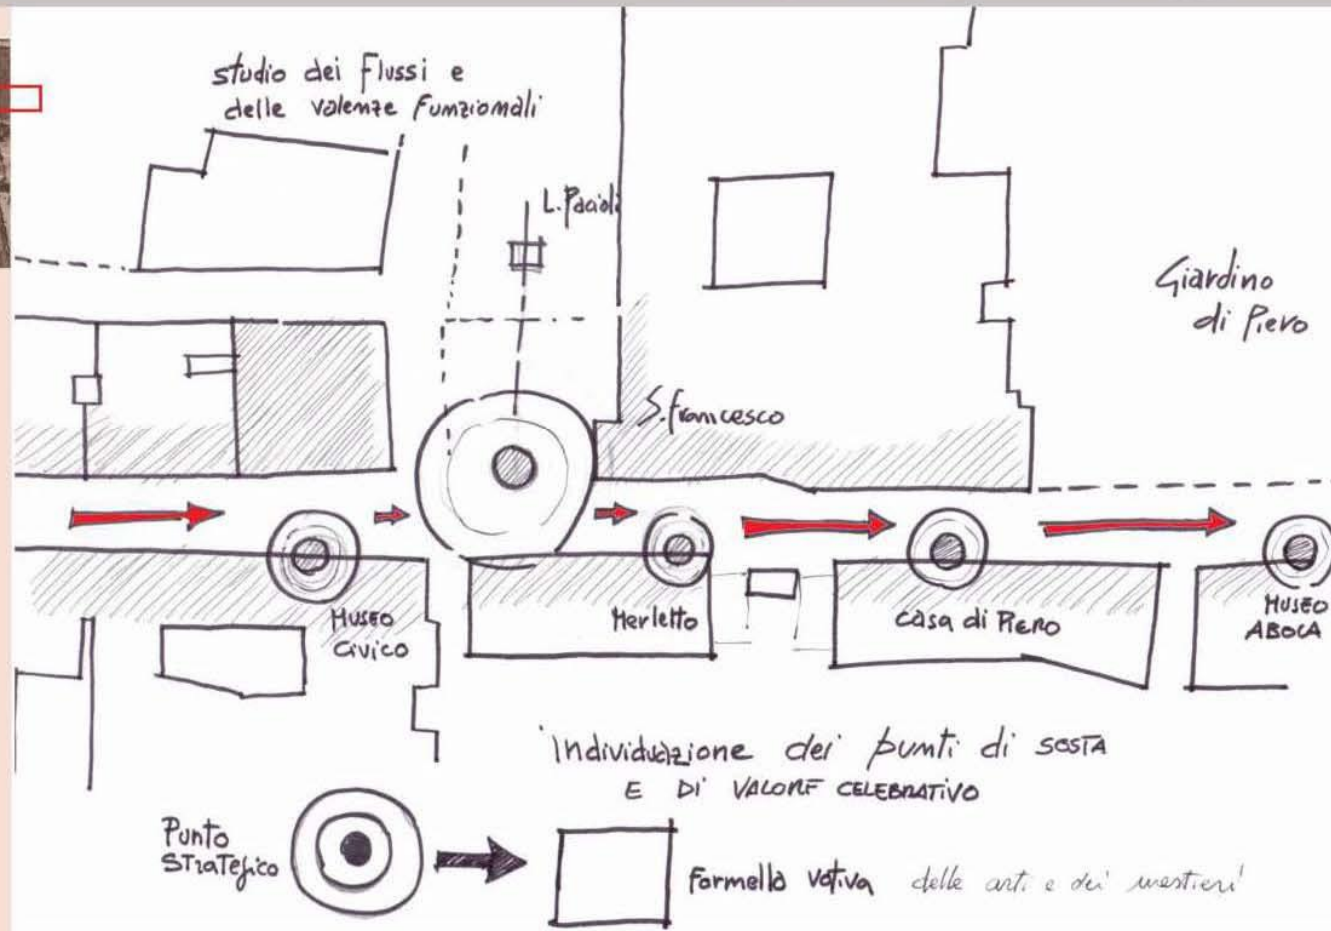 studio dei Flussi e
delle valenze Funzionali
L. Pacioli
Giardino
di Piero
S. Francesco
MUSEO
CIVICO
Merletto
casa di PIERO
MUSEO
ABOCA
individuazione dei punti di SOSTA
E DI VALORE CELEBRATIVO
Punto
STRATEGICO
Formella votiva delle arti e dei mestieri